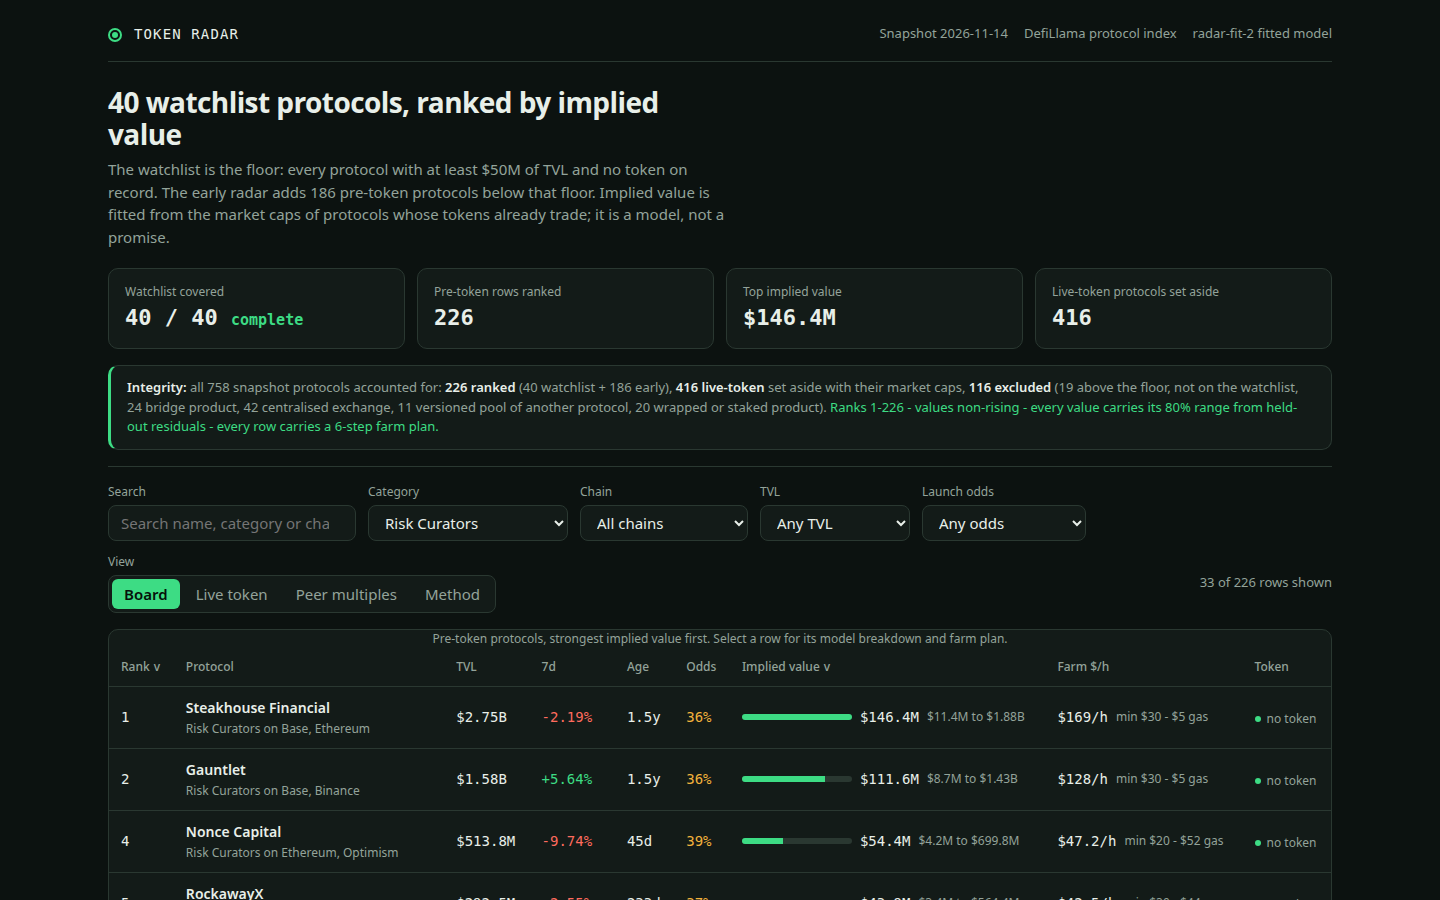 TOKEN RADAR
Snapshot 2026-11-14 DefiLlama protocol index radar-fit-2 fitted model
40 watchlist protocols, ranked by implied
value
The watchlist is the floor: every protocol with at least $50M of TVL and no token on
record. The early radar adds 186 pre-token protocols below that floor. Implied value is
fitted from the market caps of protocols whose tokens already trade; it is a model, not a
promise.
Watchlist covered
40 / 40 complete
Pre-token rows ranked
226
Top implied value
$146.4M
Live-token protocols set aside
416
Integrity: all 758 snapshot protocols accounted for: 226 ranked (40 watchlist + 186 early), 416 live-token set aside with their market caps, 116 excluded (19 above the floor, not on the watchlist,
24 bridge product, 42 centralised exchange, 11 versioned pool of another protocol, 20 wrapped or staked product). Ranks 1-226 - values non-rising - every value carries its 80% range from held-
out residuals - every row carries a 6-step farm plan.
Search Category Chain TVL Launch odds
Search name, category or cha Risk Curators All chains Any TVL Any odds
View
Board Live token Peer multiples Method
33 of 226 rows shown
Pre-token protocols, strongest implied value first. Select a row for its model breakdown and farm plan.
Rank v Protocol TVL 7d Age Odds Implied value v Farm $/h Token
1 Steakhouse Financial $2.75B -2.19% 1.5y 36% $146.4M $11.4M to $1.88B $169/h min $30 - $5 gas no token
Risk Curators on Base, Ethereum
2 Gauntlet $1.58B +5.64% 1.5y 36% $111.6M $8.7M to $1.43B $128/h min $30 - $5 gas no token
Risk Curators on Base, Binance
4 Nonce Capital $513.8M -9.74% 45d 39% $54.4M $4.2M to $699.8M $47.2/h min $20 - $52 gas no token
Risk Curators on Ethereum, Optimism
RockawayX